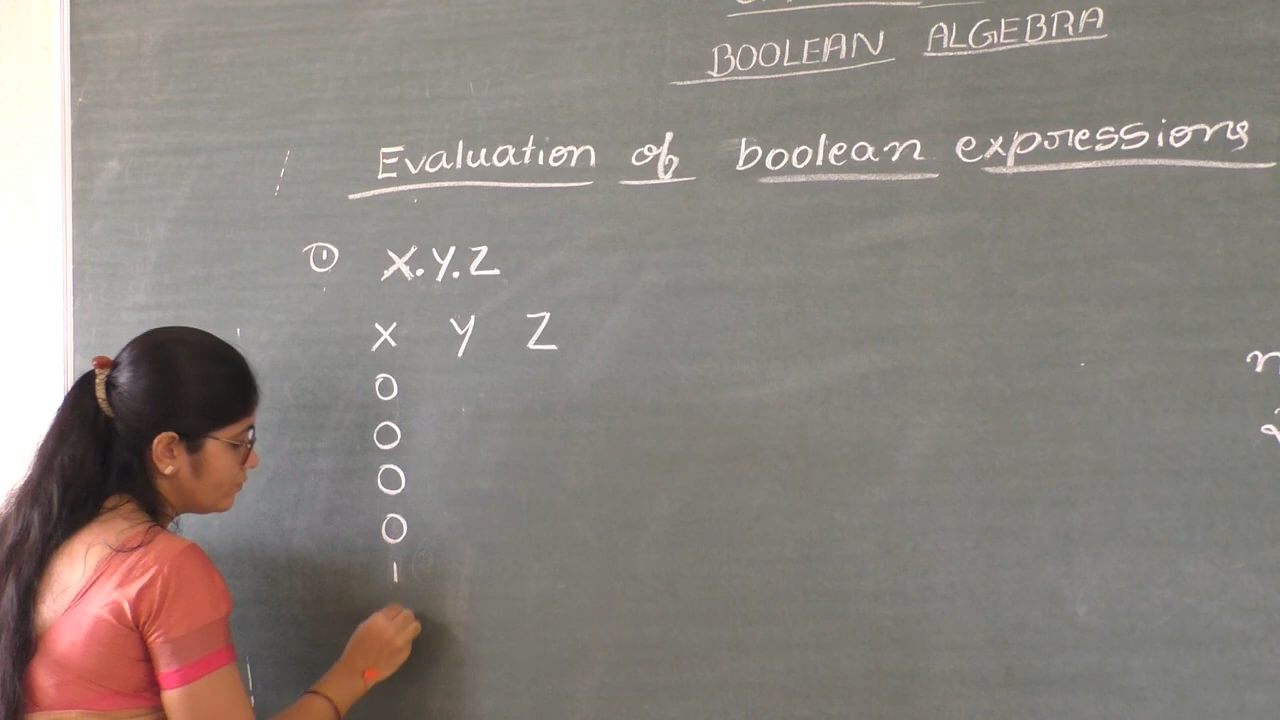 BOOLEAN ALGEBRA
Evaluation of boolean expressions
① X.Y.Z
X Y Z
0
0
0
0
1